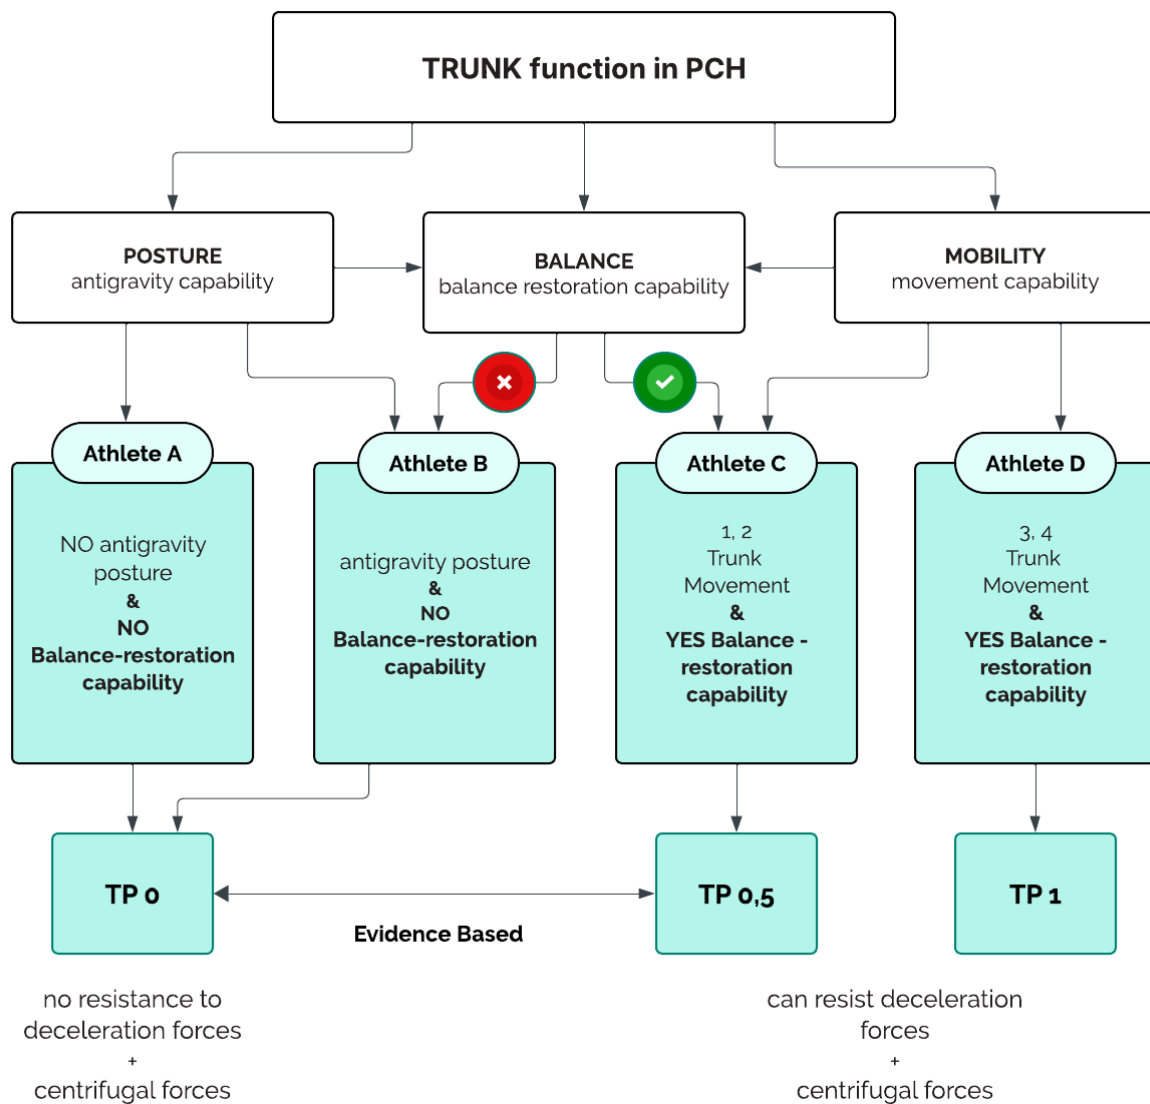 TRUNK function in PCH
POSTURE
antigravity capability
BALANCE
balance restoration capability
MOBILITY
movement capability
Athlete A
NO antigravity
posture
&
NO
Balance-restoration
capability
Athlete B
antigravity posture
&
NO
Balance-restoration
capability
Athlete C
1, 2
Trunk
Movement
&
YES Balance -
restoration
capability
Athlete D
3, 4
Trunk
Movement
&
YES Balance -
restoration
capability
TP 0
Evidence Based
TP 0,5
TP 1
no resistance to
deceleration forces
+
centrifugal forces
can resist deceleration
forces
+
centrifugal forces